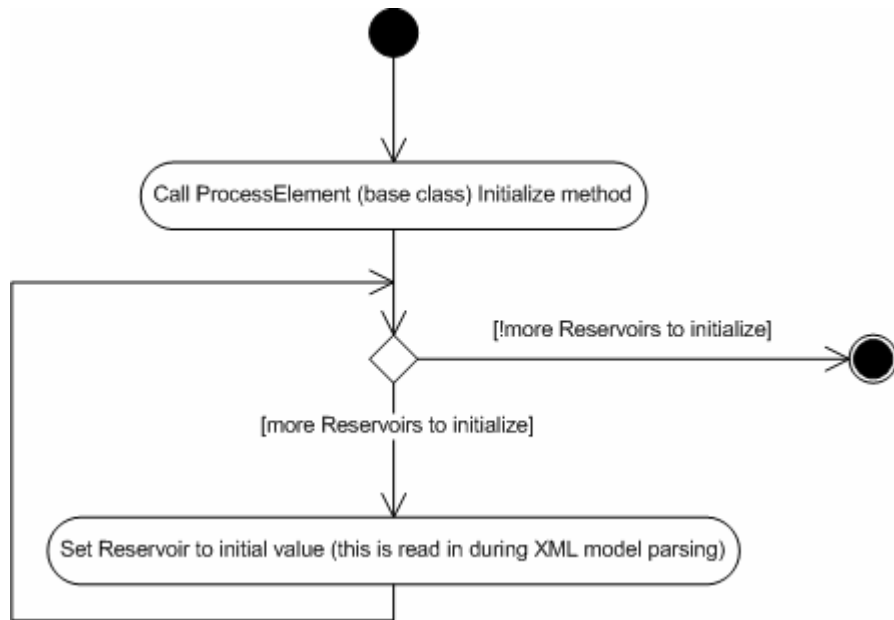 Call ProcessElement (base class) Initialize method
[!more Reservoirs to initialize]
[more Reservoirs to initialize]
Set Reservoir to initial value (this is read in during XML model parsing)